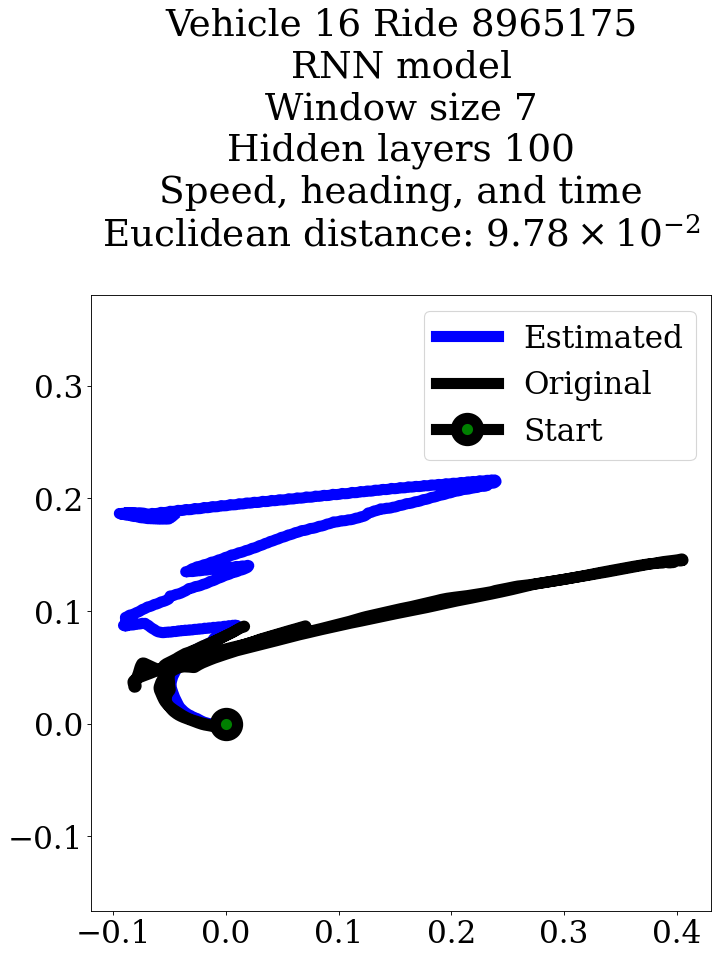 Vehicle 16 Ride 8965175
RNN model
Window size 7
Hidden layers 100
Speed, heading, and time
Euclidean distance: 9.78 × 10⁻²
Estimated
Original
Start
0.3
0.2
0.1
0.0
−0.1
−0.1 0.0 0.1 0.2 0.3 0.4